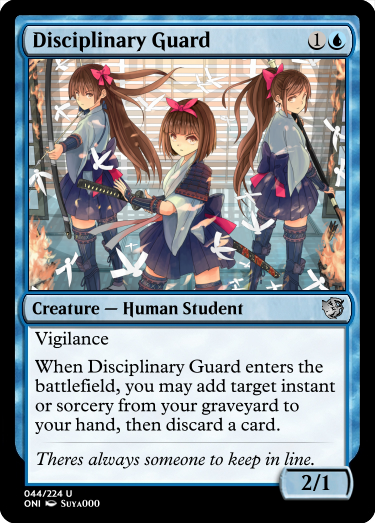 Disciplinary Guard 1
Creature — Human Student
Vigilance
When Disciplinary Guard enters the
battlefield, you may add target instant
or sorcery from your graveyard to
your hand, then discard a card.
Theres always someone to keep in line.
2/1
044/224 U
ONI Suya000